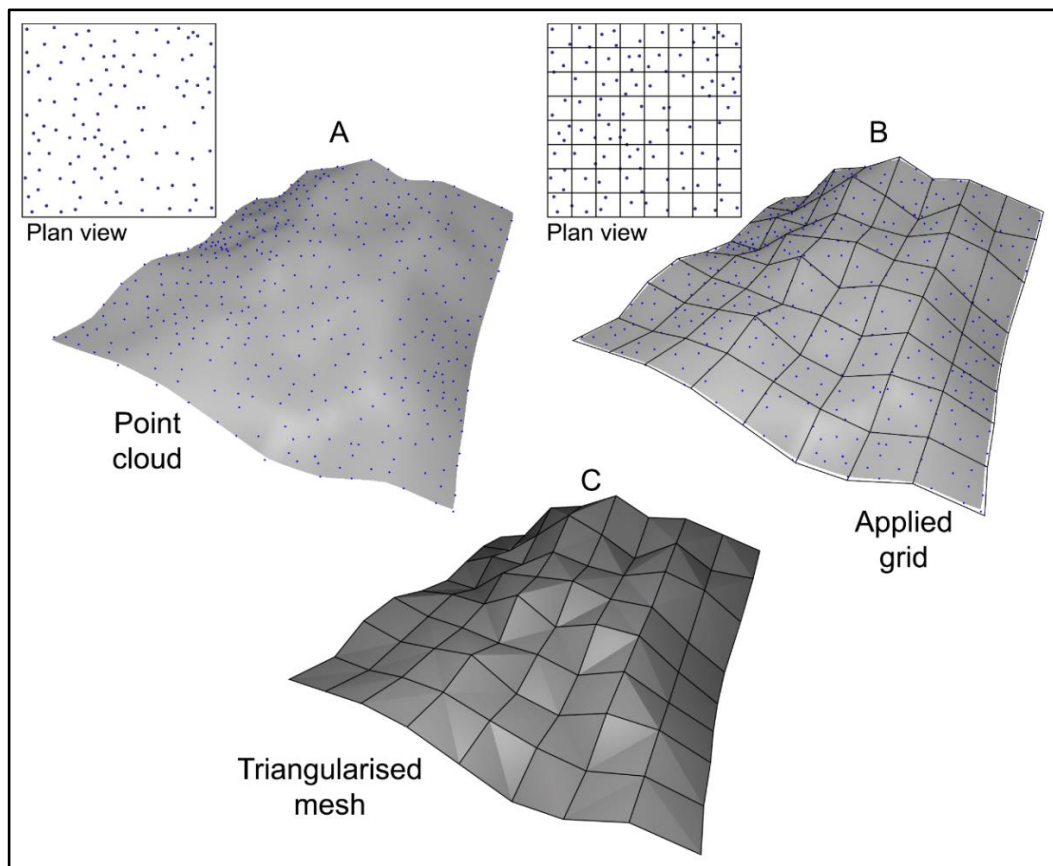 A
Plan view
Point
cloud
B
Plan view
Applied
grid
C
Triangularised
mesh